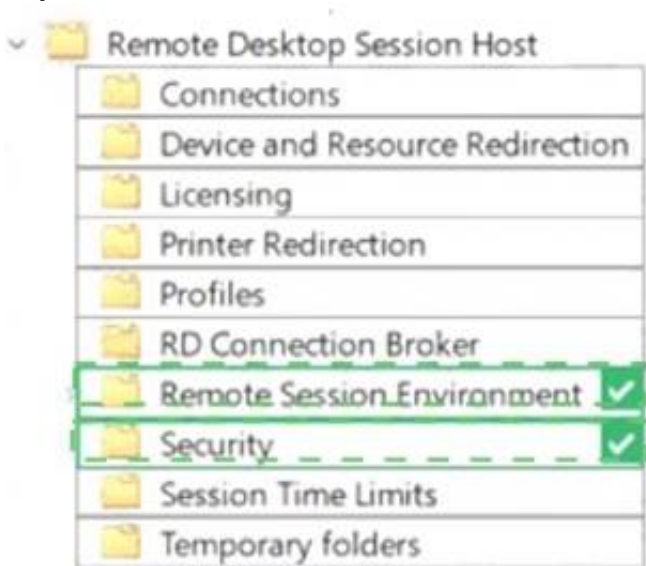 Remote Desktop Session Host
Connections
Device and Resource Redirection
Licensing
Printer Redirection
Profiles
RD Connection Broker
Remote Session Environment
Security
Session Time Limits
Temporary folders